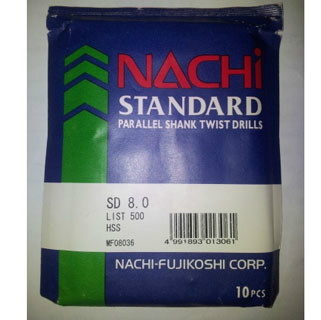 NACHi
STANDARD
PARALLEL SHANK TWIST DRILLS
SD 8.0
LIST 500
HSS
MF08036
4 991893 013061
NACHI-FUJIKOSHI CORP.
10 PCS